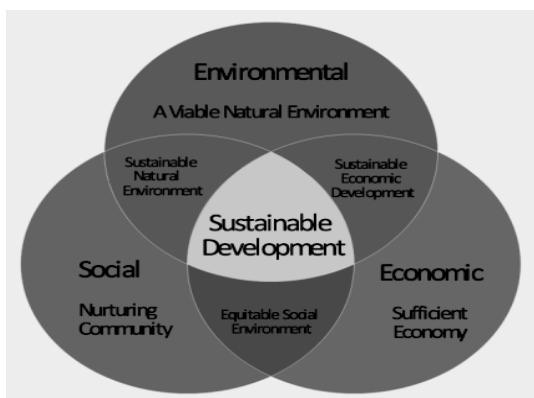 Environmental
A Viable Natural Environment
Sustainable
Natural
Environment
Sustainable
Economic
Development
Sustainable
Development
Social
Nurturing
Community
Equitable Social
Environment
Economic
Sufficient
Economy